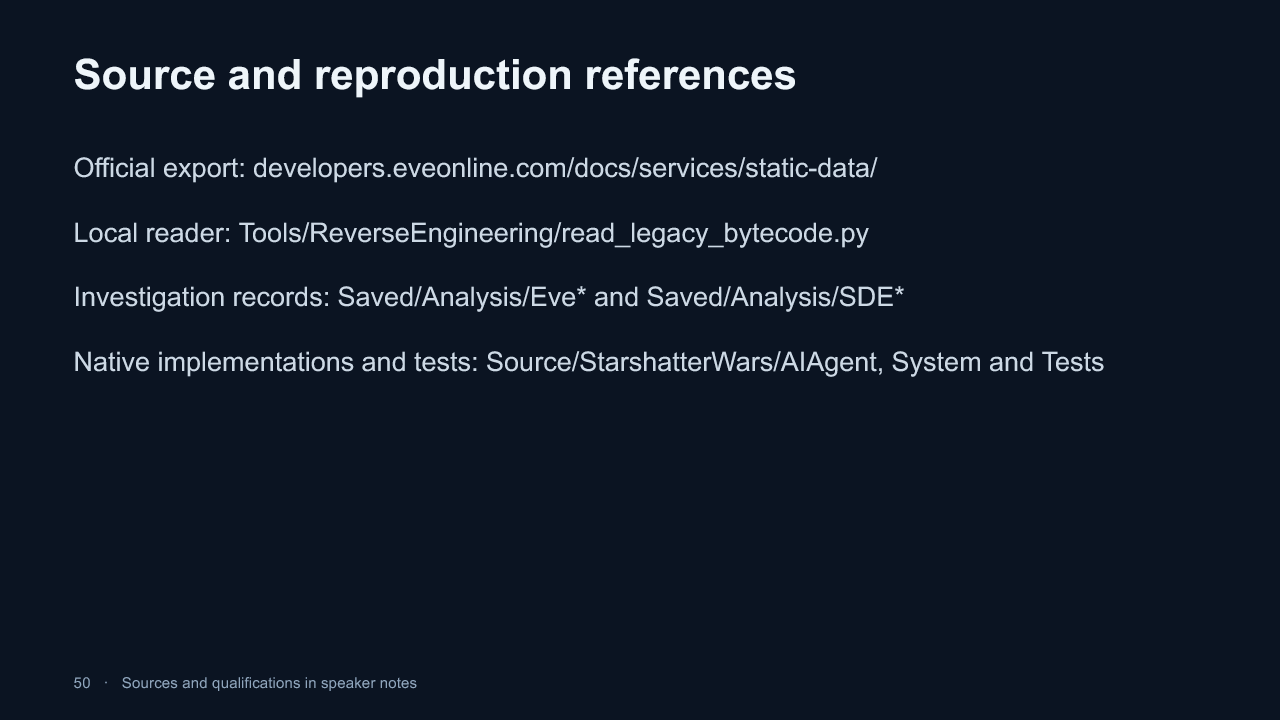 Source and reproduction references
Official export: developers.eveonline.com/docs/services/static-data/
Local reader: Tools/ReverseEngineering/read_legacy_bytecode.py
Investigation records: Saved/Analysis/Eve* and Saved/Analysis/SDE*
Native implementations and tests: Source/StarshatterWars/AIAgent, System and Tests
50 · Sources and qualifications in speaker notes